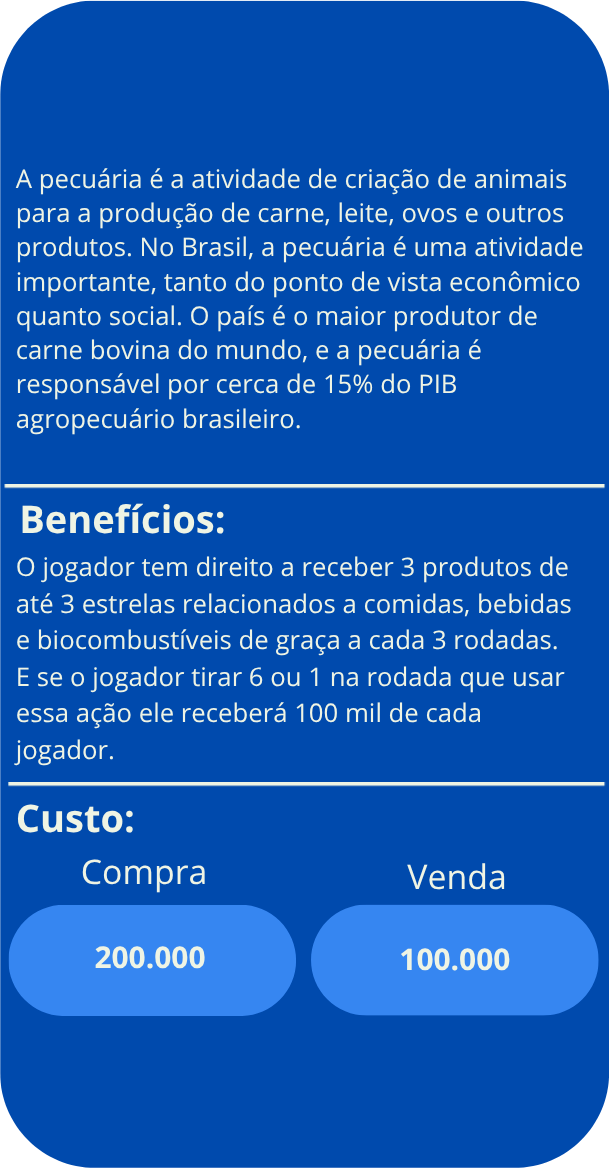 A pecuária é a atividade de criação de animais
para a produção de carne, leite, ovos e outros
produtos. No Brasil, a pecuária é uma atividade
importante, tanto do ponto de vista econômico
quanto social. O país é o maior produtor de
carne bovina do mundo, e a pecuária é
responsável por cerca de 15% do PIB
agropecuário brasileiro.
Benefícios:
O jogador tem direito a receber 3 produtos de
até 3 estrelas relacionados a comidas, bebidas
e biocombustíveis de graça a cada 3 rodadas.
E se o jogador tirar 6 ou 1 na rodada que usar
essa ação ele receberá 100 mil de cada
jogador.
Custo:
Compra
Venda
200.000
100.000